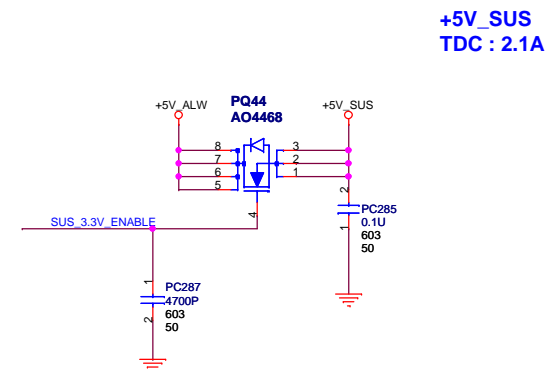 +5V_SUS
TDC : 2.1A
+5V_ALW
PQ44
AO4468
+5V_SUS
8
7
6
5
3
2
1
4
SUS_3.3V_ENABLE
2
1
PC285
0.1U
603
50
1
2
PC287
4700P
603
50